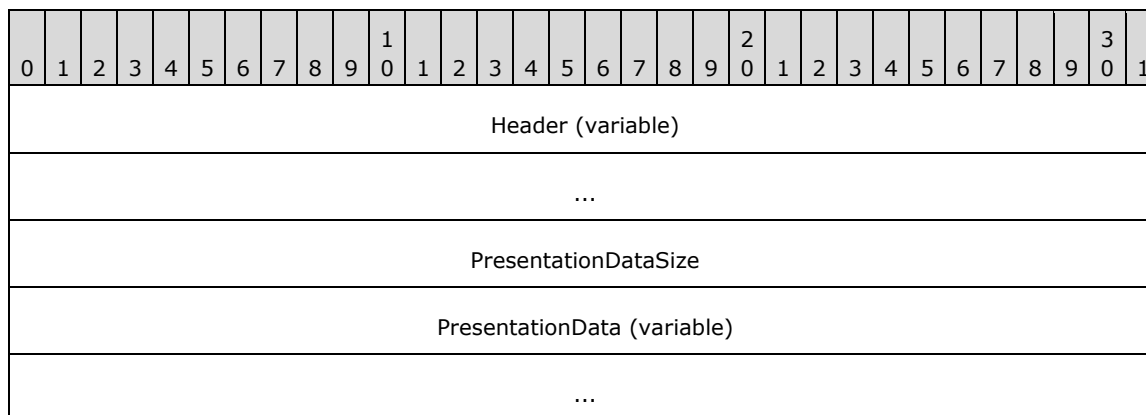 1 2 3
0 1 2 3 4 5 6 7 8 9 0 1 2 3 4 5 6 7 8 9 0 1 2 3 4 5 6 7 8 9 0 1
Header (variable)
...
PresentationDataSize
PresentationData (variable)
...